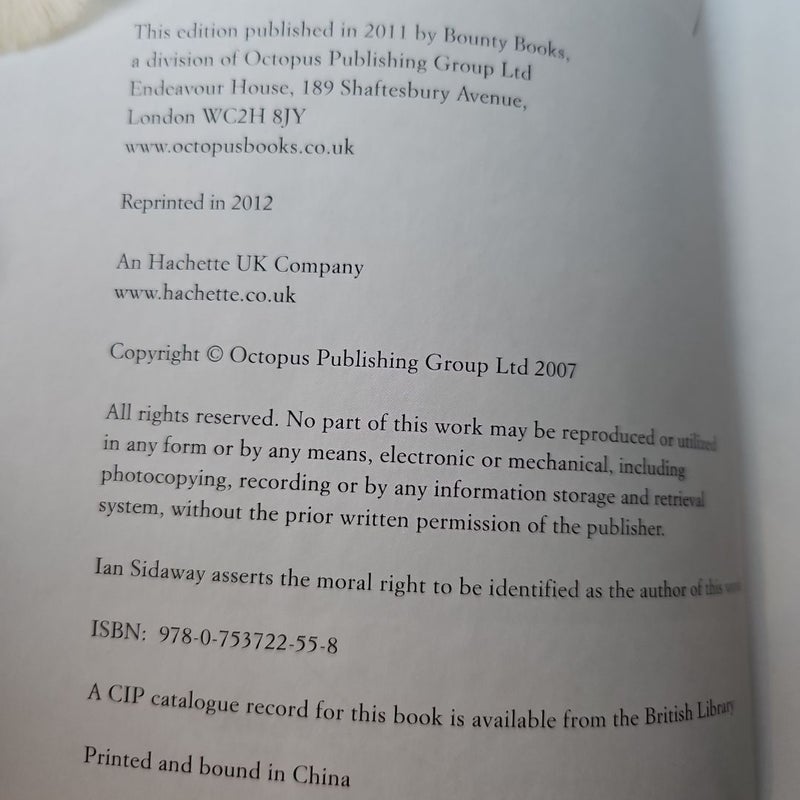 This edition published in 2011 by Bounty Books,
a division of Octopus Publishing Group Ltd
Endeavour House, 189 Shaftesbury Avenue,
London WC2H 8JY
www.octopusbooks.co.uk
Reprinted in 2012
An Hachette UK Company
www.hachette.co.uk
Copyright © Octopus Publishing Group Ltd 2007
All rights reserved. No part of this work may be reproduced or utilized
in any form or by any means, electronic or mechanical, including
photocopying, recording or by any information storage and retrieval
system, without the prior written permission of the publisher.
Ian Sidaway asserts the moral right to be identified as the author of this work
ISBN: 978-0-753722-55-8
A CIP catalogue record for this book is available from the British Library
Printed and bound in China